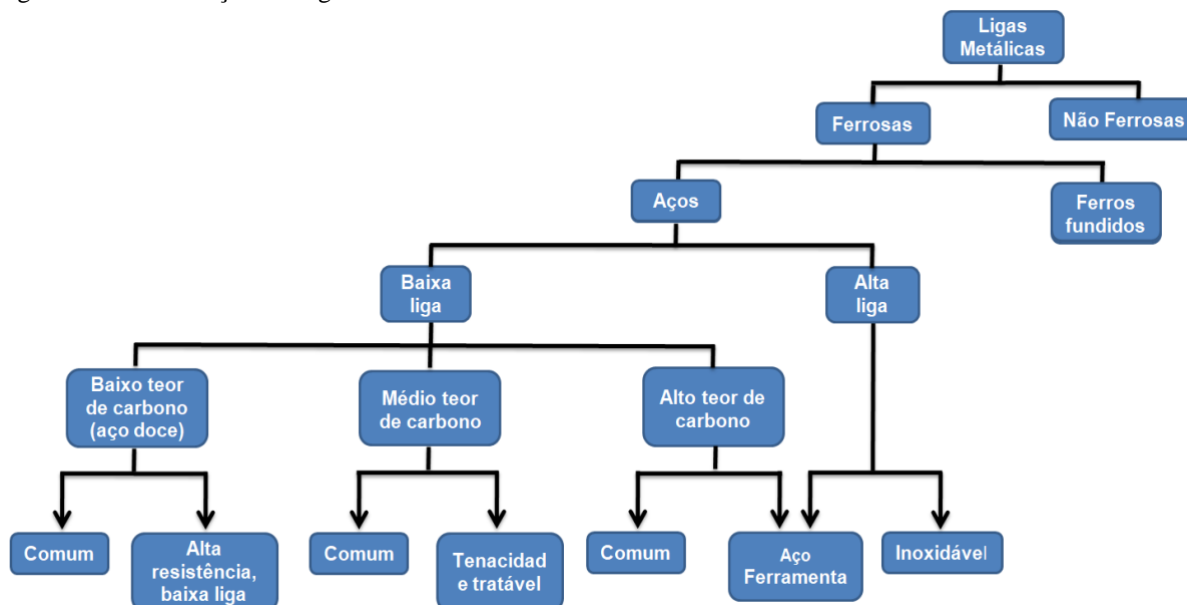 Ligas
Metálicas
Ferrosas
Não Ferrosas
Aços
Ferros
fundidos
Baixa
liga
Alta
liga
Baixo teor
de carbono
(aço doce)
Médio teor
de carbono
Alto teor de
carbono
Comum
Alta
resistência,
baixa liga
Comum
Tenacidad
e tratável
Comum
Aço
Ferramenta
Inoxidável